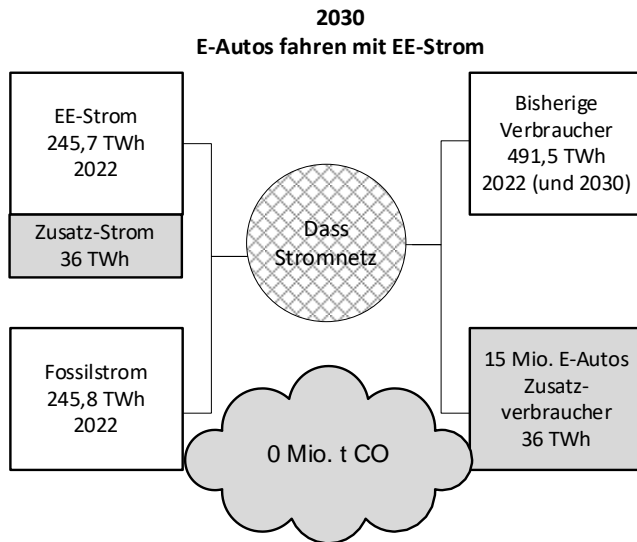 2030
E-Autos fahren mit EE-Strom
EE-Strom
245,7 TWh
2022
Zusatz-Strom
36 TWh
Fossilstrom
245,8 TWh
2022
Dass
Stromnetz
0 Mio. t CO
Bisherige
Verbraucher
491,5 TWh
2022 (und 2030)
15 Mio. E-Autos
Zusatz-
verbraucher
36 TWh